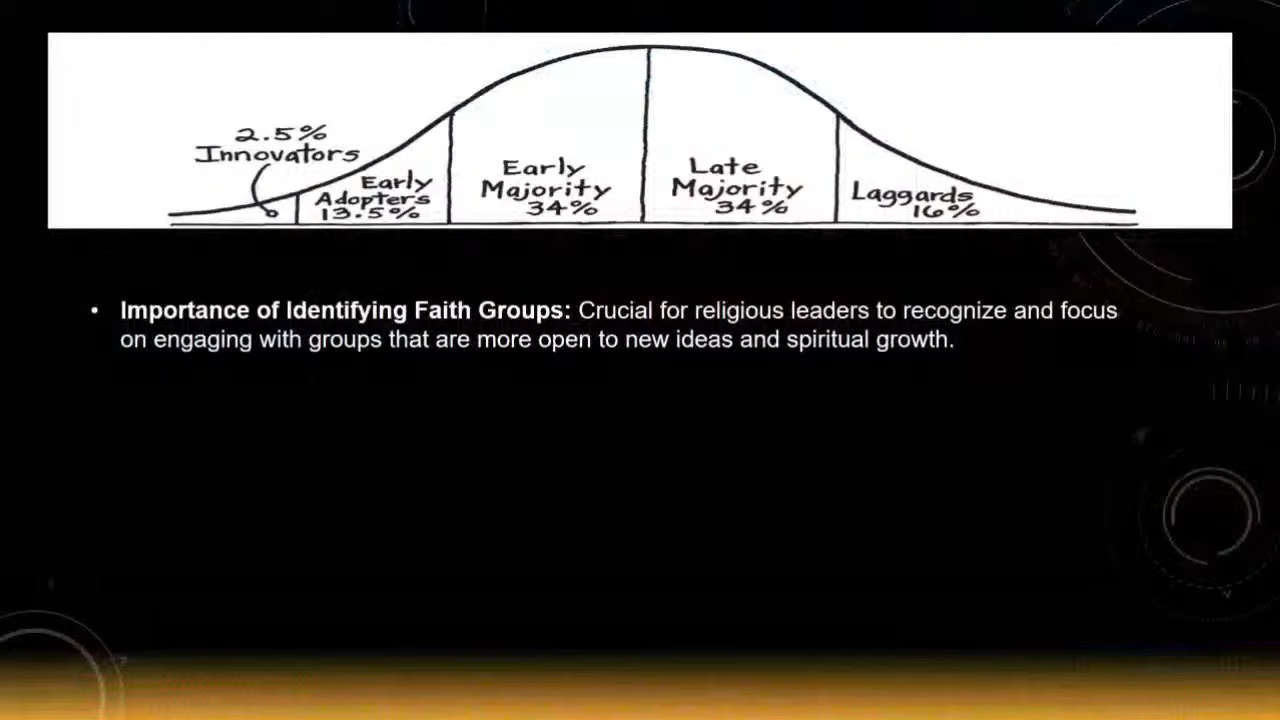 2.5%
Innovators
Early
Adopters
13.5%
Early
Majority
34%
Late
Majority
34%
Laggards
16%
• Importance of Identifying Faith Groups: Crucial for religious leaders to recognize and focus
on engaging with groups that are more open to new ideas and spiritual growth.